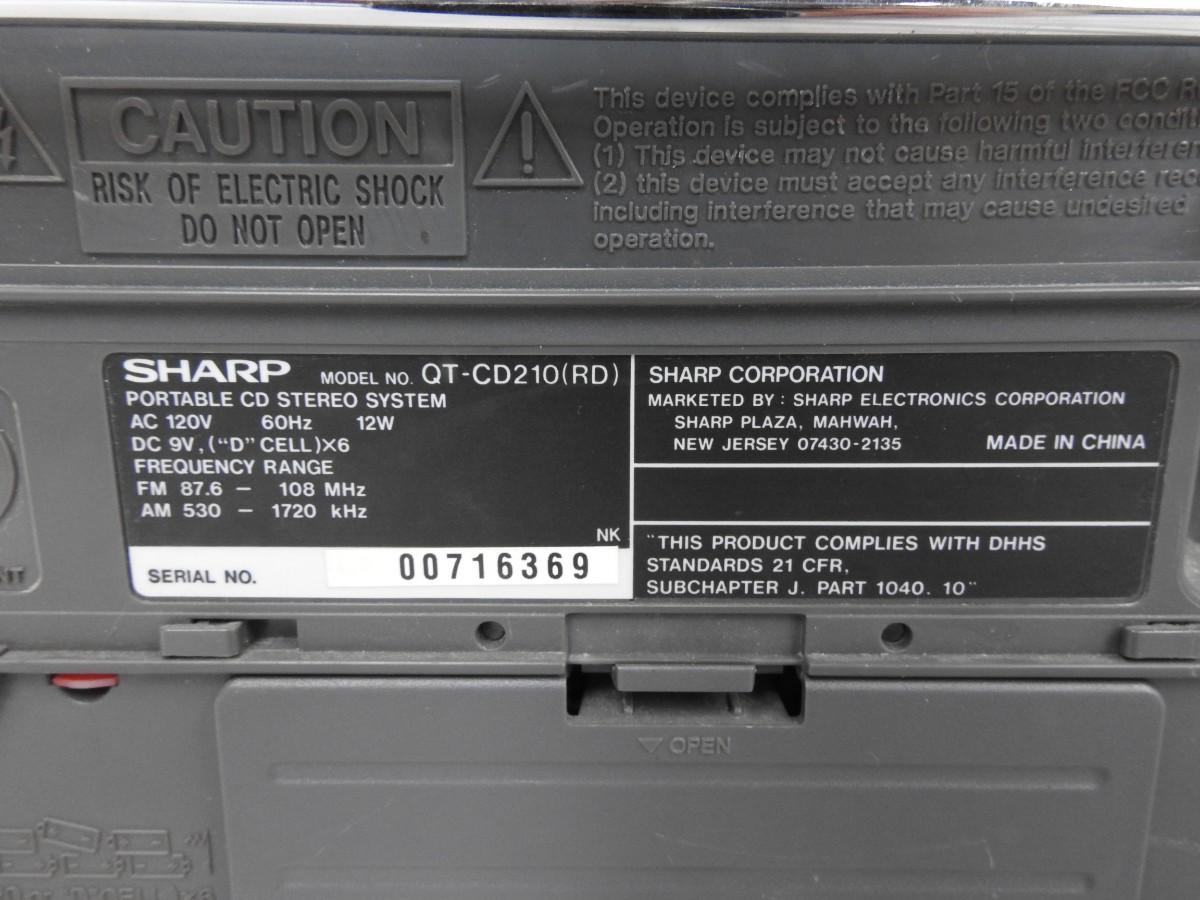 CAUTION
RISK OF ELECTRIC SHOCK
DO NOT OPEN
This device complies with Part 15 of the FCC
Operation is subject to the following two
(1) This device may not cause harmful
(2) this device must accept any interference
including interference that may cause undesired
operation.
SHARP MODEL NO. QT-CD210(RD)
PORTABLE CD STEREO SYSTEM
AC 120V 60Hz 12W
DC 9V, ("D" CELL)×6
FREQUENCY RANGE
FM 87.6 – 108 MHz
AM 530 – 1720 kHz
NK
SERIAL NO. 00716369
SHARP CORPORATION
MARKETED BY : SHARP ELECTRONICS CORPORATION
SHARP PLAZA, MAHWAH,
NEW JERSEY 07430-2135 MADE IN CHINA
"THIS PRODUCT COMPLIES WITH DHHS
STANDARDS 21 CFR,
SUBCHAPTER J. PART 1040. 10"
▽ OPEN